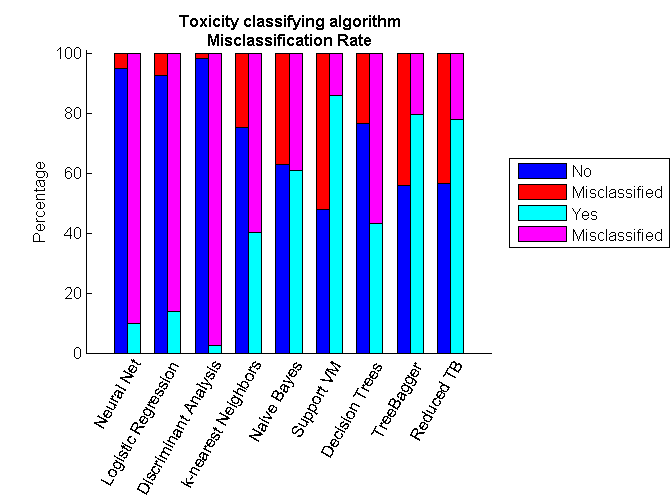 Toxicity classifying algorithm
Misclassification Rate
Percentage
100
80
60
40
20
0
Neural Net
Logistic Regression
Discriminant Analysis
k-nearest Neighbors
Naive Bayes
Support VM
Decision Trees
TreeBagger
Reduced TB
No
Misclassified
Yes
Misclassified